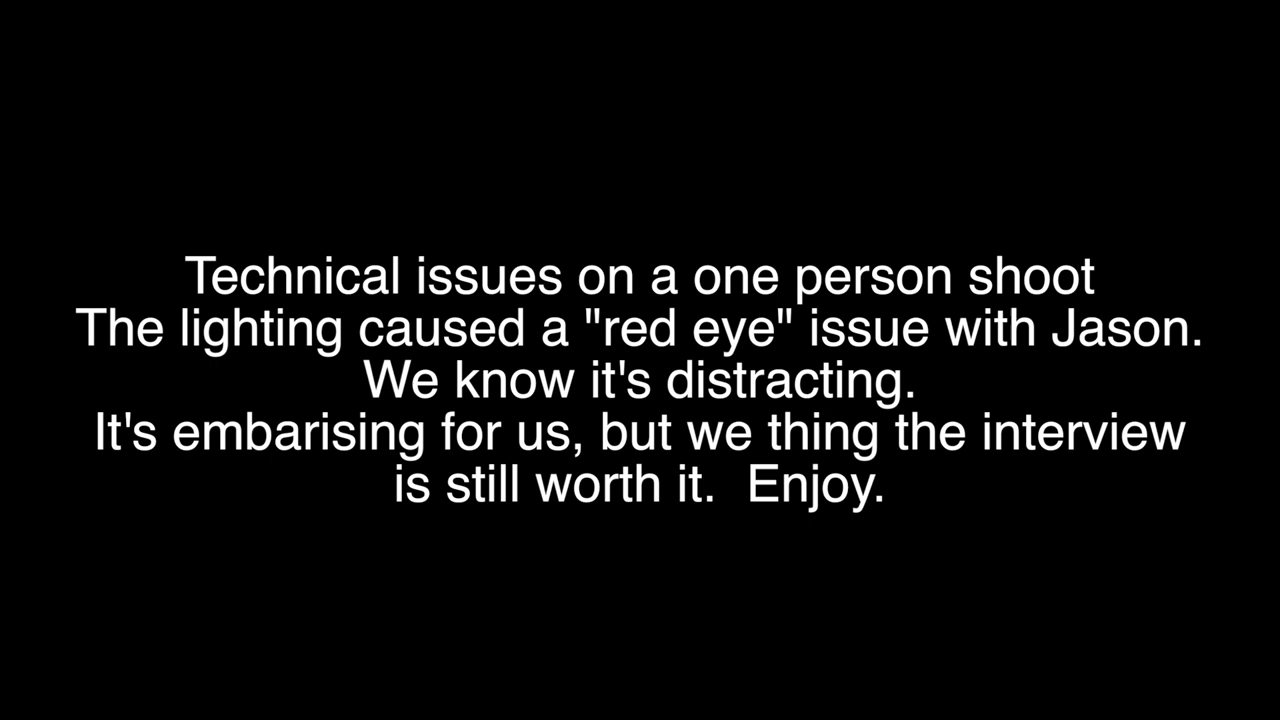 Technical issues on a one person shoot
The lighting caused a "red eye" issue with Jason.
We know it's distracting.
It's embarising for us, but we thing the interview
is still worth it.  Enjoy.